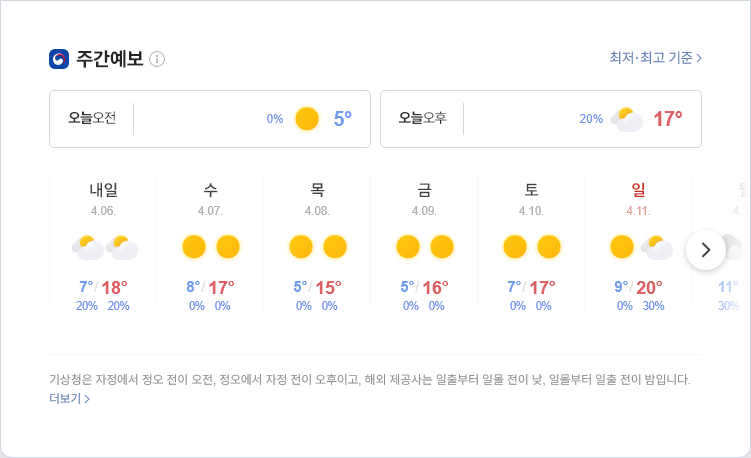 주간예보
최저·최고 기준 >
오늘오전 0% 5°
오늘오후 20% 17°
내일 수 목 금 토 일 월
4.06. 4.07. 4.08. 4.09. 4.10. 4.11. 4
7°/18° 8°/17° 5°/15° 5°/16° 7°/17° 9°/20° 11°
20% 20% 0% 0% 0% 0% 0% 0% 0% 0% 0% 30% 30%
기상청은 자정에서 정오 전이 오전, 정오에서 자정 전이 오후이고, 해외 제공사는 일출부터 일몰 전이 낮, 일몰부터 일출 전이 밤입니다.
더보기 >